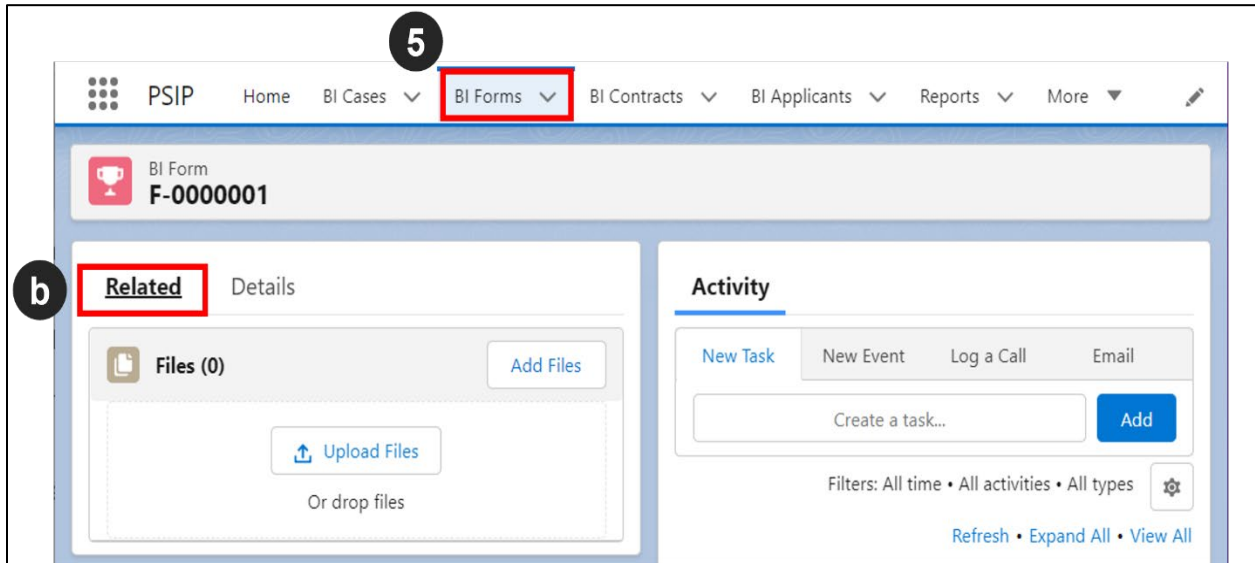 5
PSIP Home BI Cases BI Forms BI Contracts BI Applicants Reports More
BI Form
F-0000001
b
Related Details
Files (0) Add Files
Upload Files
Or drop files
Activity
New Task New Event Log a Call Email
Create a task... Add
Filters: All time • All activities • All types
Refresh • Expand All • View All